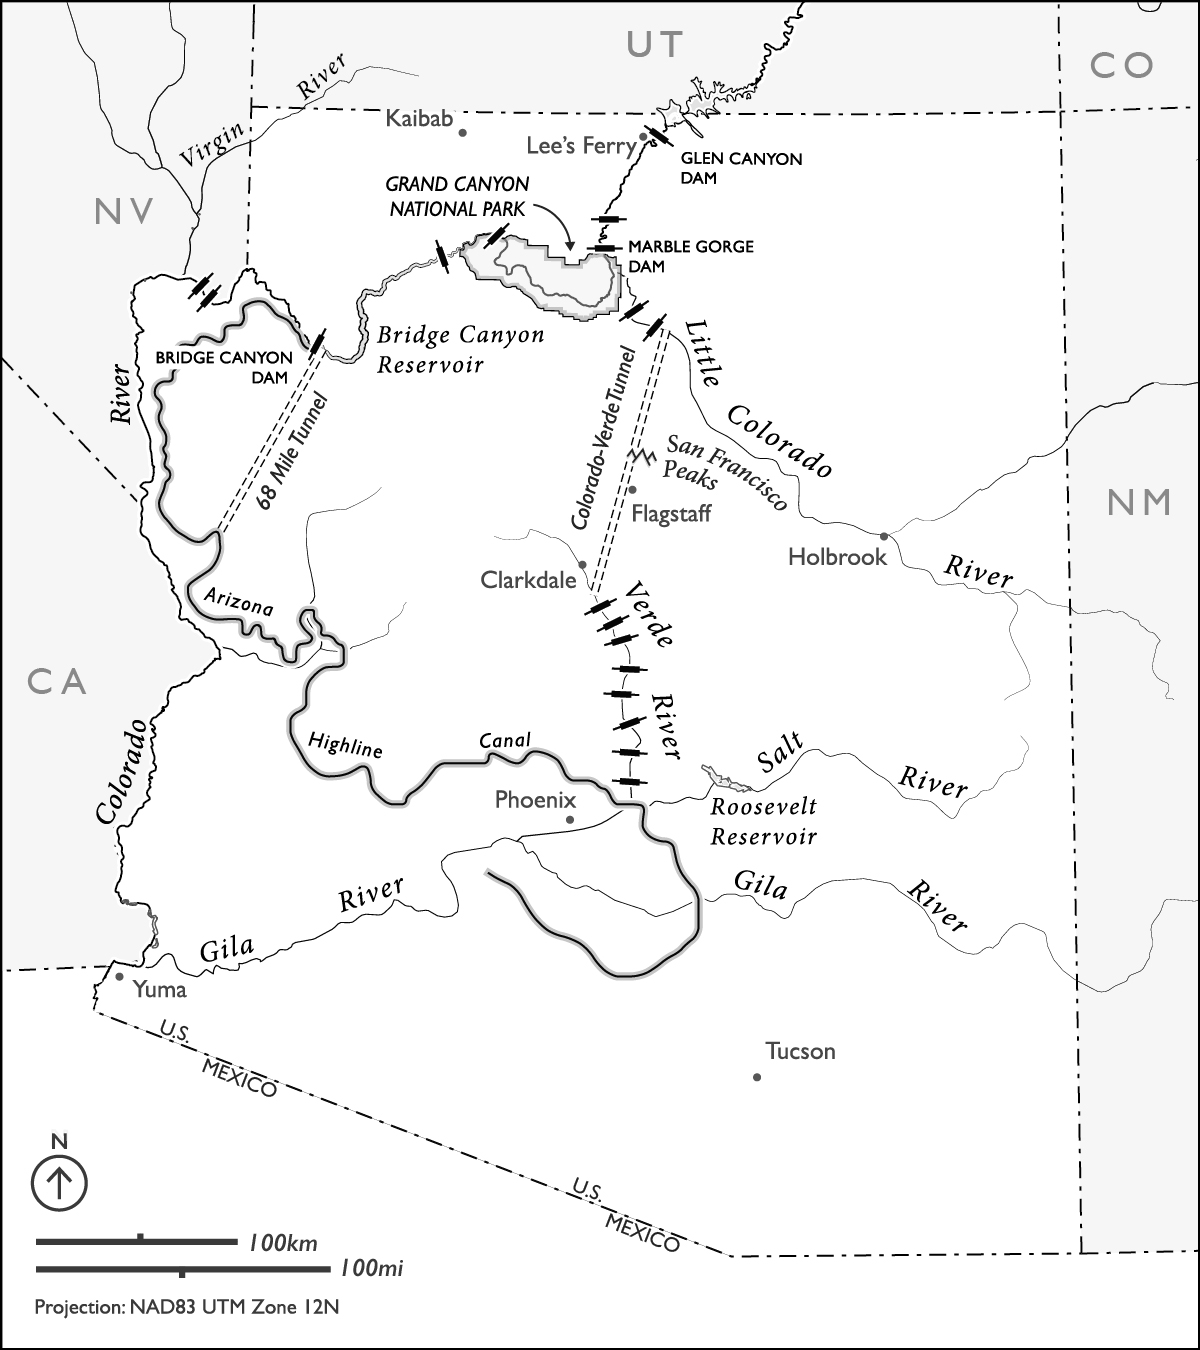 UT
CO
River
Virgin
Kaibab
Lee's Ferry
GLEN CANYON
DAM
GRAND CANYON
NATIONAL PARK
NV
MARBLE GORGE
DAM
Bridge Canyon
Reservoir
BRIDGE CANYON
DAM
Little
Colorado
River
River
68 Mile Tunnel
Colorado-Verde Tunnel
San Francisco
Peaks
Flagstaff
NM
Holbrook
Clarkdale
Verde
River
Arizona
Highline
Canal
CA
Colorado
Phoenix
Salt
River
Roosevelt
Reservoir
Gila
River
River
Gila
Yuma
U.S.
MEXICO
Tucson
U.S.
MEXICO
N
100km
100mi
Projection: NAD83 UTM Zone 12N